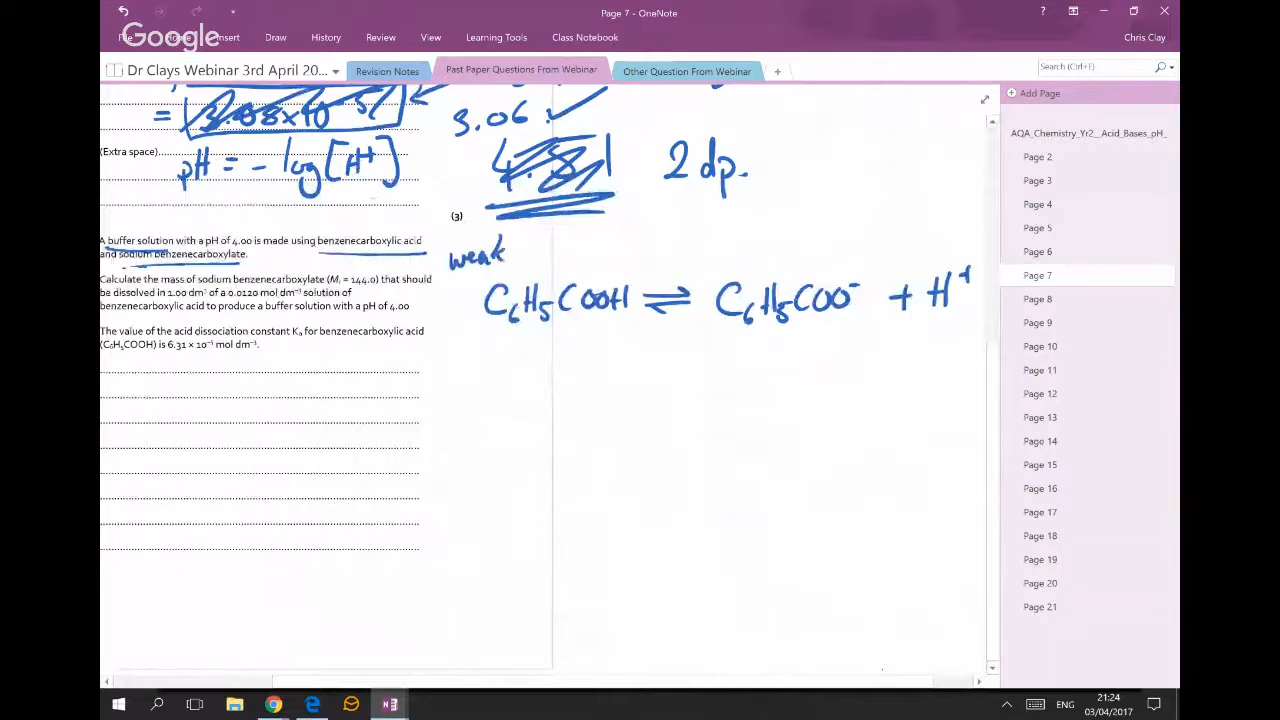 Page 7 - OneNote
Google
Insert Draw History Review View Learning Tools Class Notebook Chris Clay
Dr Clays Webinar 3rd April 20... Revision Notes Past Paper Questions From Webinar Other Question From Webinar + Search (Ctrl+E)
Add Page
AQA_Chemistry_Yr2__Acid_Bases_pH_
Page 2
Page 3
Page 4
Page 5
Page 6
Page 7
Page 8
Page 9
Page 10
Page 11
Page 12
Page 13
Page 14
Page 15
Page 16
Page 17
Page 18
Page 19
Page 20
Page 21
=
3.06 ✓
(Extra space)
pH = - log[H⁺]
2 dp.
(3)
A buffer solution with a pH of 4.00 is made using benzenecarboxylic acid
and sodium benzenecarboxylate.
weak
Calculate the mass of sodium benzenecarboxylate (Mᵣ = 144.0) that should
be dissolved in 1.00 dm³ of a 0.0120 mol dm⁻³ solution of
benzenecarboxylic acid to produce a buffer solution with a pH of 4.00
C₆H₅COOH ⇌ C₆H₅COO⁻ + H⁺
The value of the acid dissociation constant Kₐ for benzenecarboxylic acid
(C₆H₅COOH) is 6.31 × 10⁻⁵ mol dm⁻³.
ENG
21:24
03/04/2017